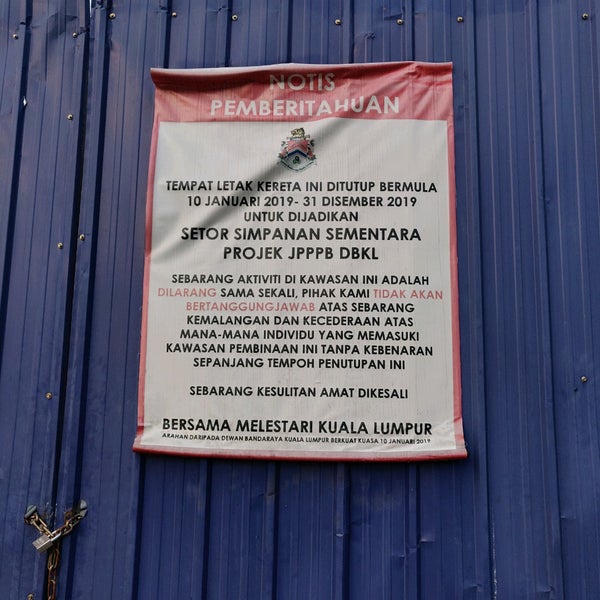 NOTIS
PEMBERITAHUAN
TEMPAT LETAK KERETA INI DITUTUP BERMULA
10 JANUARI 2019- 31 DISEMBER 2019
UNTUK DIJADIKAN
SETOR SIMPANAN SEMENTARA
PROJEK JPPPB DBKL
SEBARANG AKTIVITI DI KAWASAN INI ADALAH
DILARANG SAMA SEKALI, PIHAK KAMI TIDAK AKAN
BERTANGGUNGJAWAB ATAS SEBARANG
KEMALANGAN DAN KECEDERAAN ATAS
MANA-MANA INDIVIDU YANG MEMASUKI
KAWASAN PEMBINAAN INI TANPA KEBENARAN
SEPANJANG TEMPOH PENUTUPAN INI
SEBARANG KESULITAN AMAT DIKESALI
BERSAMA MELESTARI KUALA LUMPUR
ARAHAN DARIPADA DEWAN BANDARAYA KUALA LUMPUR BERKUAT KUASA 10 JANUARI 2019